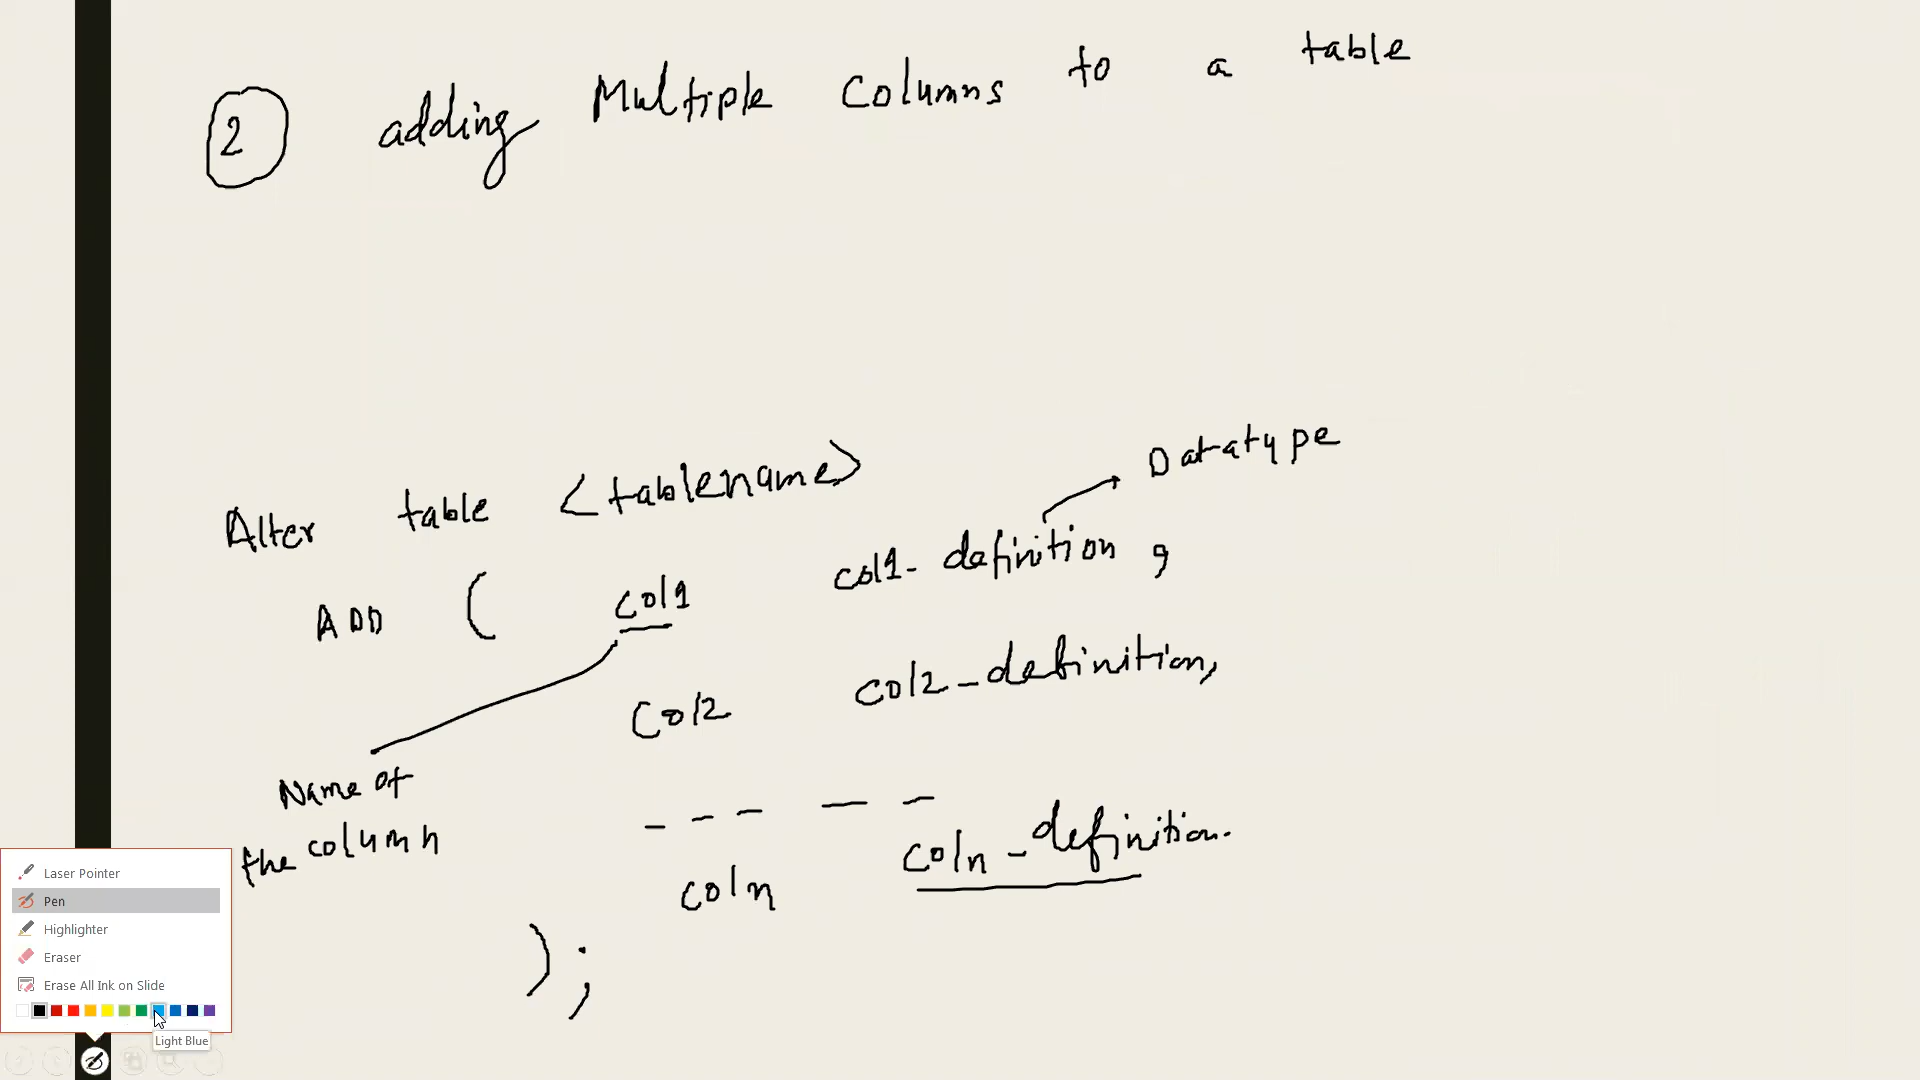 2 adding Multiple Columns to a table
Datatype
Alter table <tablename>
ADD ( col1 col1-definition ,
Col2 col2-definition,
Name of
the column
--- --
coln coln-definition.
);
Laser Pointer
Pen
Highlighter
Eraser
Erase All Ink on Slide
Light Blue